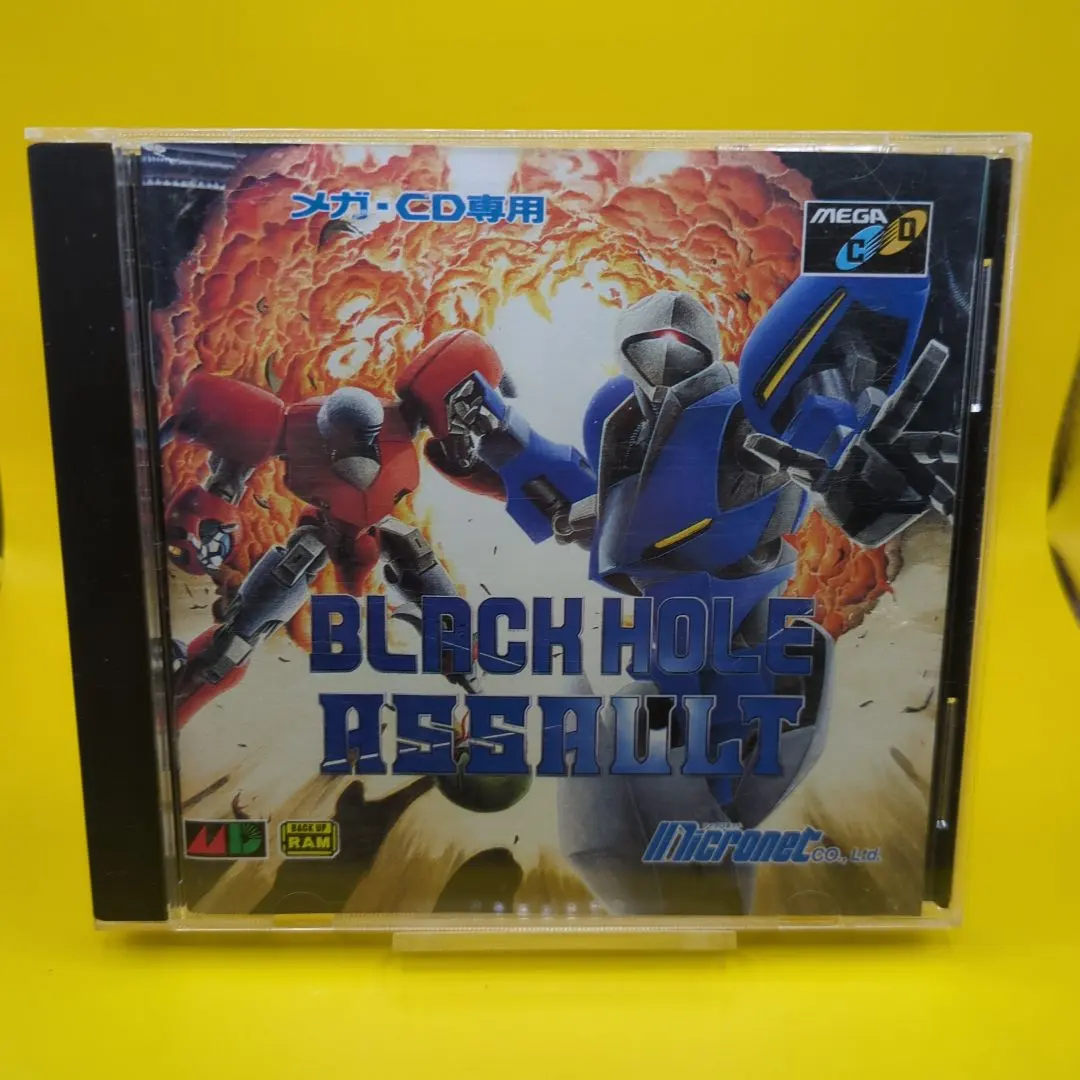 メガ・CD専用
MEGA
CD
BLACK HOLE
ASSAULT
MD
BACK UP
RAM
Micronet CO., Ltd.